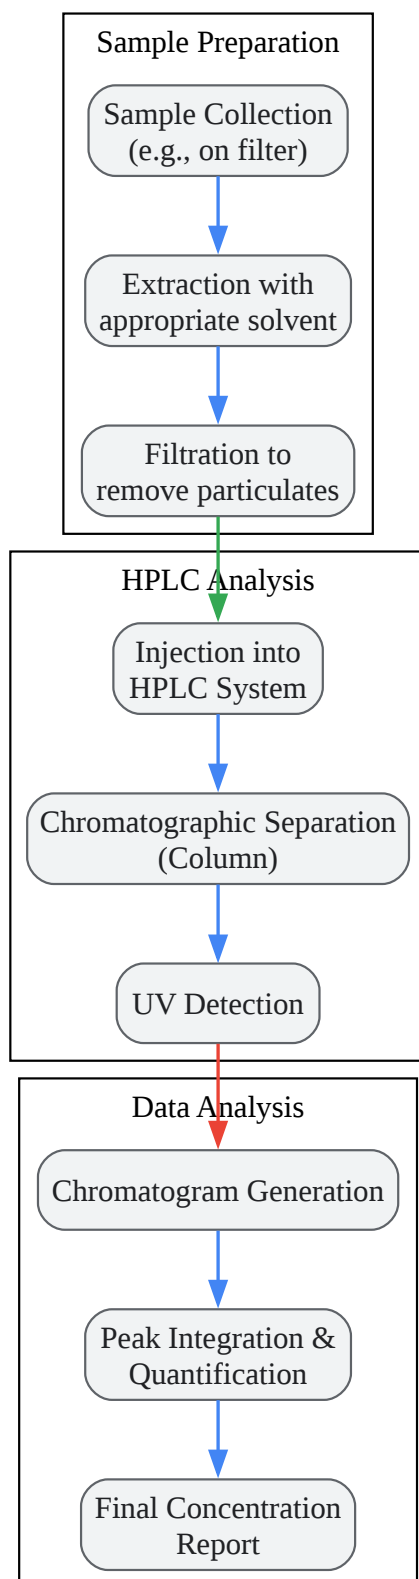 Sample Preparation
Sample Collection
(e.g., on filter)
Extraction with
appropriate solvent
Filtration to
remove particulates
HPLC Analysis
Injection into
HPLC System
Chromatographic Separation
(Column)
UV Detection
Data Analysis
Chromatogram Generation
Peak Integration &
Quantification
Final Concentration
Report